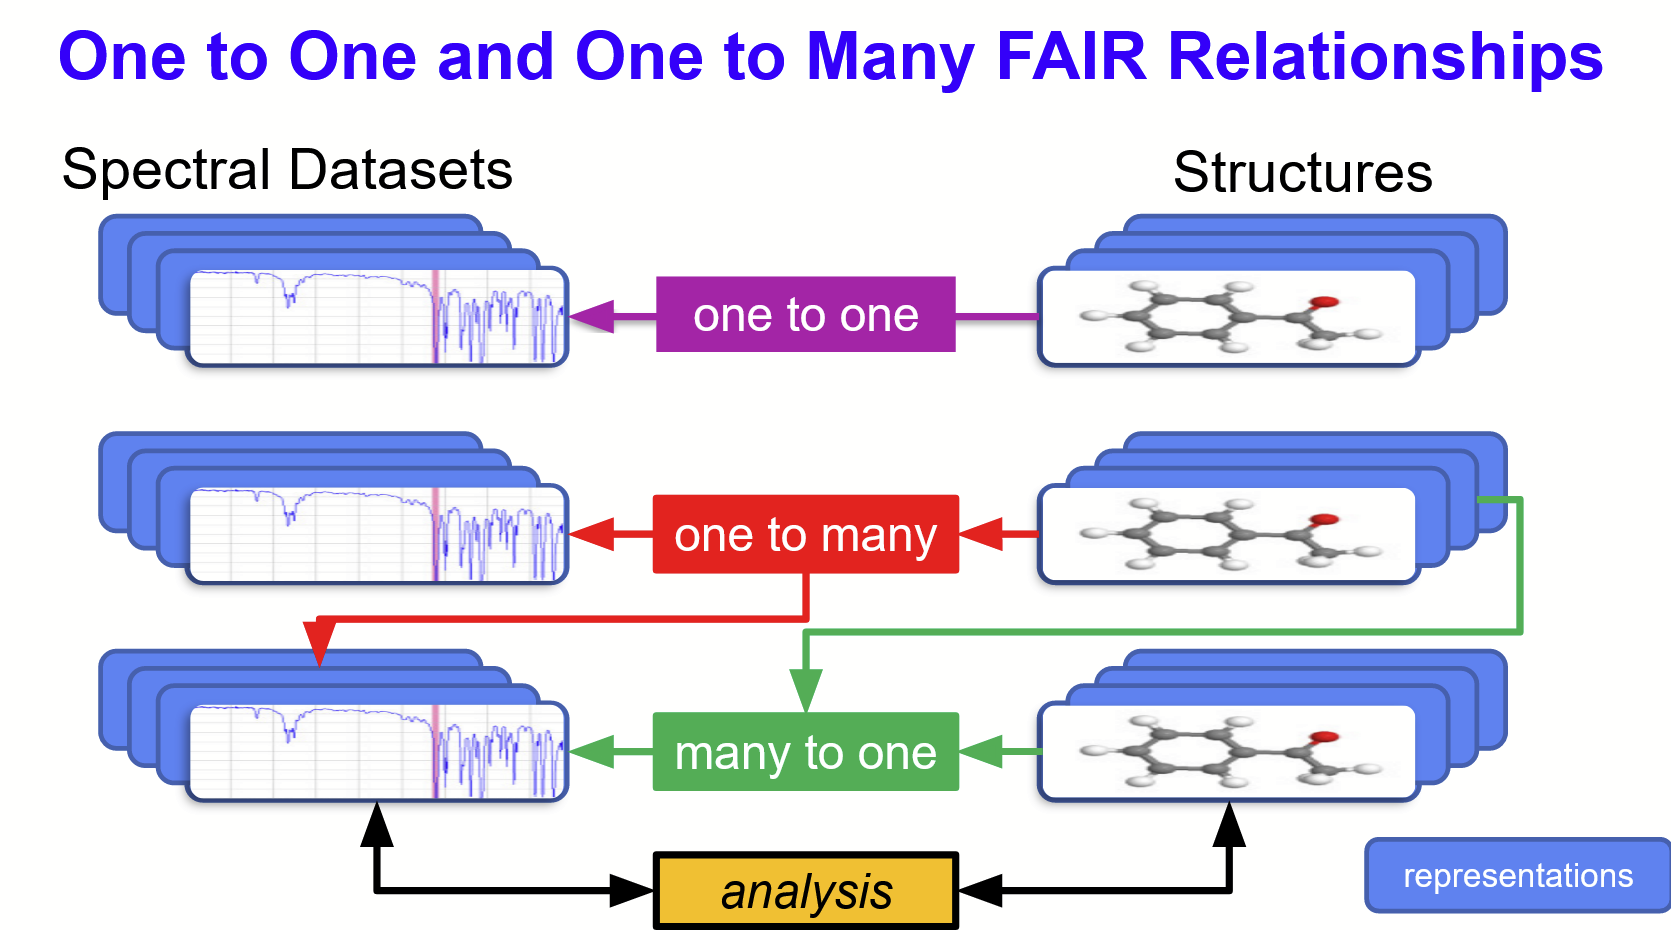 One to One and One to Many FAIR Relationships
Spectral Datasets
Structures
one to one
one to many
many to one
analysis
representations